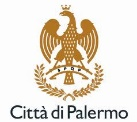 S P Q P
Città di Palermo